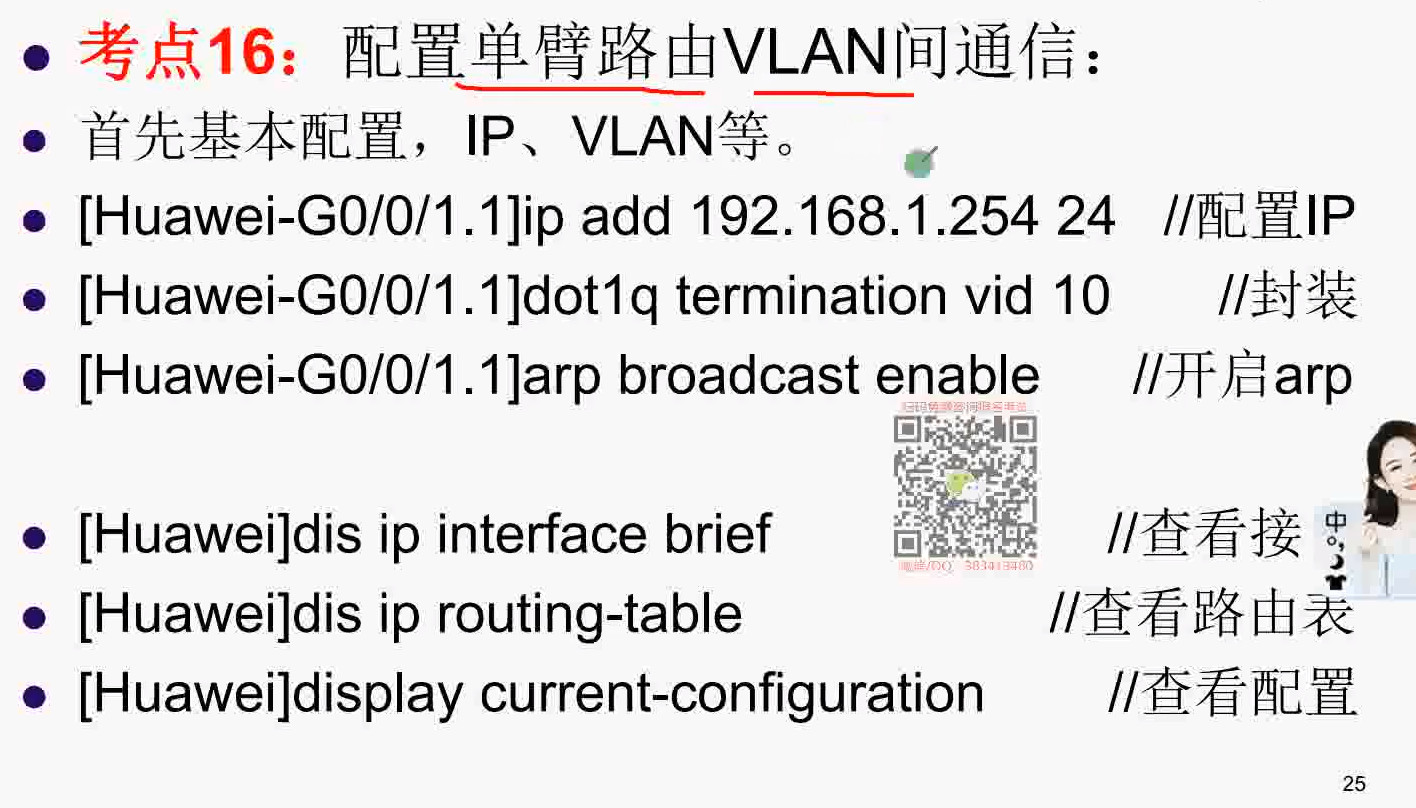 考点16：配置单臂路由VLAN间通信：
首先基本配置，IP、VLAN等。
[Huawei-G0/0/1.1]ip add 192.168.1.254 24 //配置IP
[Huawei-G0/0/1.1]dot1q termination vid 10 //封装
[Huawei-G0/0/1.1]arp broadcast enable //开启arp
[Huawei]dis ip interface brief //查看接
中
[Huawei]dis ip routing-table //查看路由表
[Huawei]display current-configuration //查看配置
25